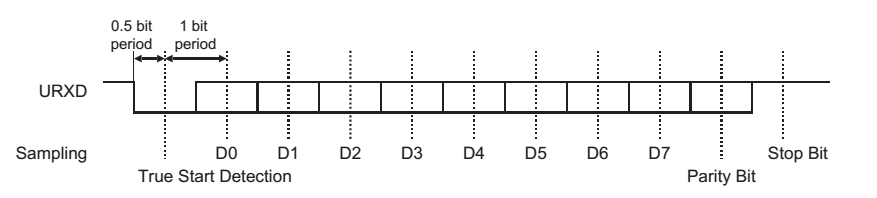 0.5 bit 1 bit
period period
URXD
Sampling D0 D1 D2 D3 D4 D5 D6 D7 Stop Bit
True Start Detection Parity Bit